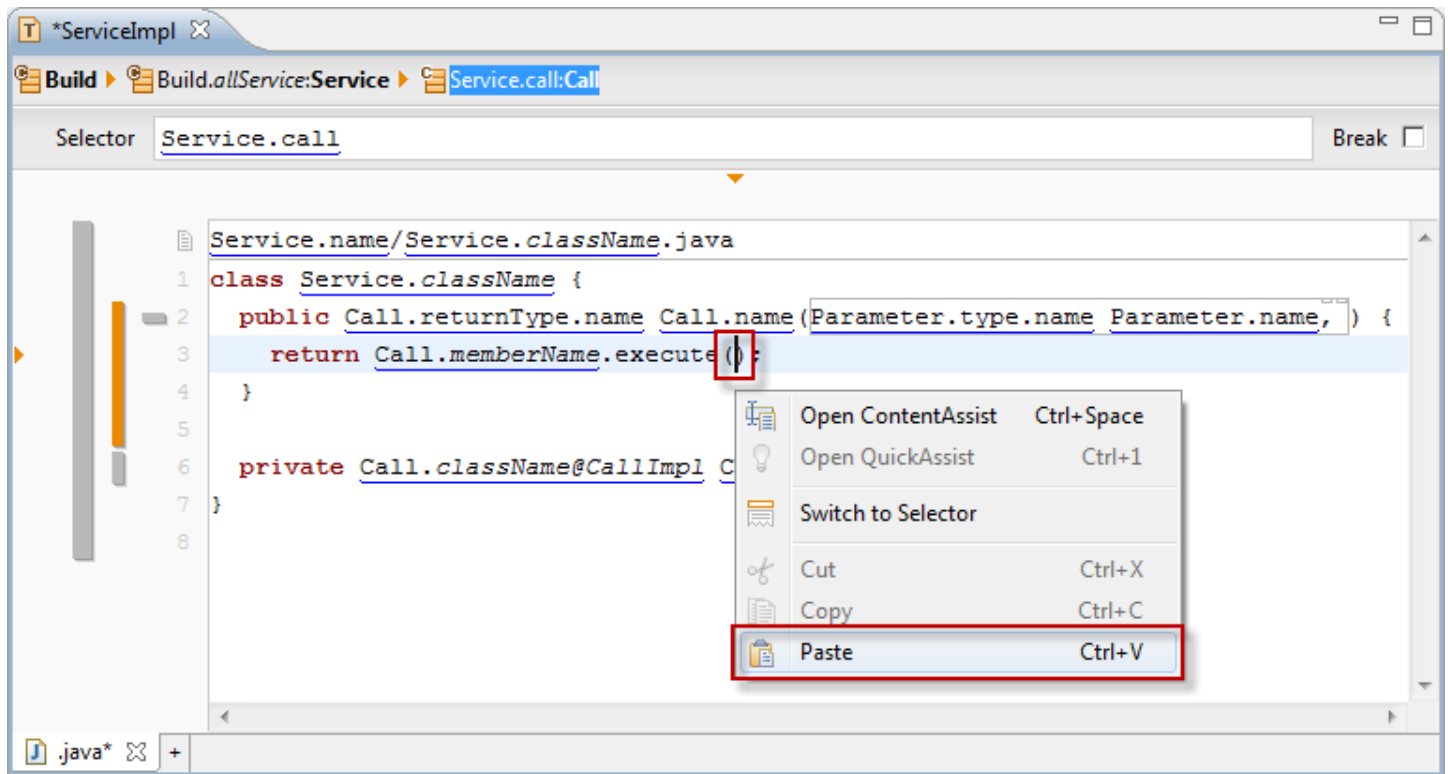 *ServiceImpl
Build Build.allService:Service Service.call:Call
Selector Service.call Break
Service.name/Service.className.java
1 class Service.className {
2 public Call.returnType.name Call.name(Parameter.type.name Parameter.name, ) {
3 return Call.memberName.execute();
4 }
5
6 private Call.className@CallImpl C
7 }
8
Open ContentAssist Ctrl+Space
Open QuickAssist Ctrl+1
Switch to Selector
Cut Ctrl+X
Copy Ctrl+C
Paste Ctrl+V
.java* +